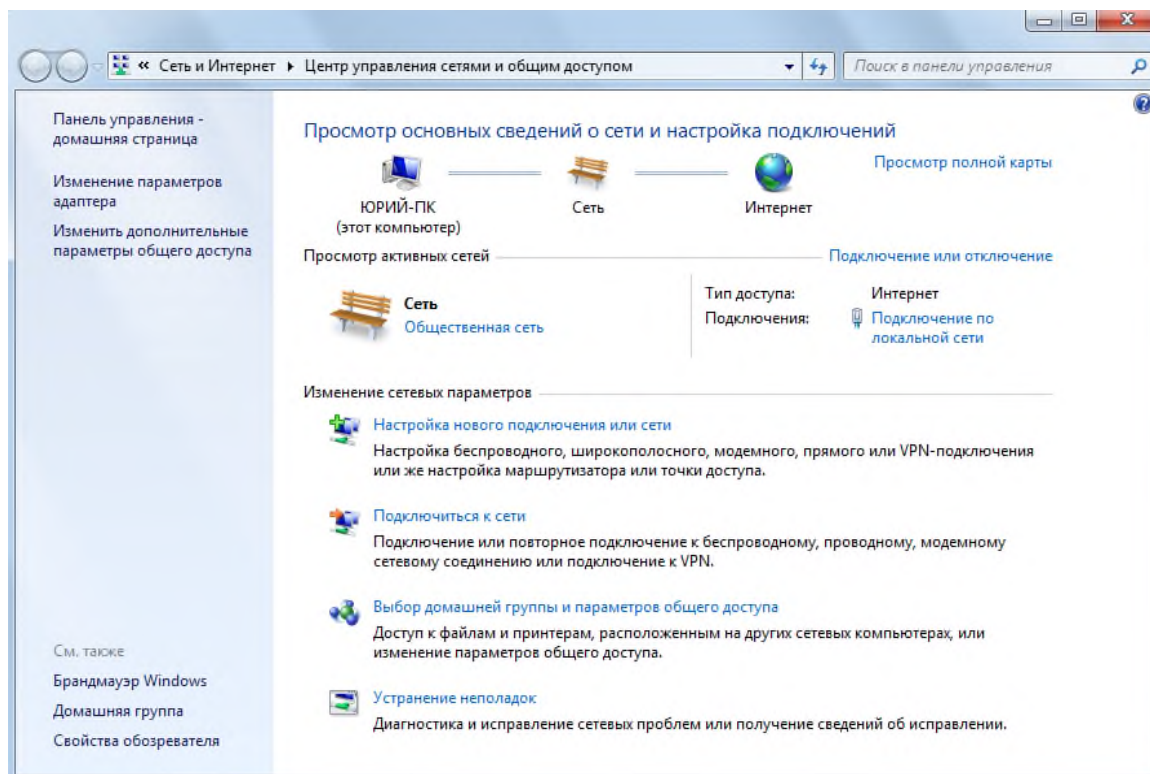 « Сеть и Интернет ▸ Центр управления сетями и общим доступом
Поиск в панели управления
Панель управления -
домашняя страница
Изменение параметров
адаптера
Изменить дополнительные
параметры общего доступа
См. также
Брандмауэр Windows
Домашняя группа
Свойства обозревателя
Просмотр основных сведений о сети и настройка подключений
Просмотр полной карты
ЮРИЙ-ПК
(этот компьютер)
Сеть
Интернет
Просмотр активных сетей
Подключение или отключение
Сеть
Общественная сеть
Тип доступа: Интернет
Подключения: Подключение по
локальной сети
Изменение сетевых параметров
Настройка нового подключения или сети
Настройка беспроводного, широкополосного, модемного, прямого или VPN-подключения
или же настройка маршрутизатора или точки доступа.
Подключиться к сети
Подключение или повторное подключение к беспроводному, проводному, модемному
сетевому соединению или подключение к VPN.
Выбор домашней группы и параметров общего доступа
Доступ к файлам и принтерам, расположенным на других сетевых компьютерах, или
изменение параметров общего доступа.
Устранение неполадок
Диагностика и исправление сетевых проблем или получение сведений об исправлении.